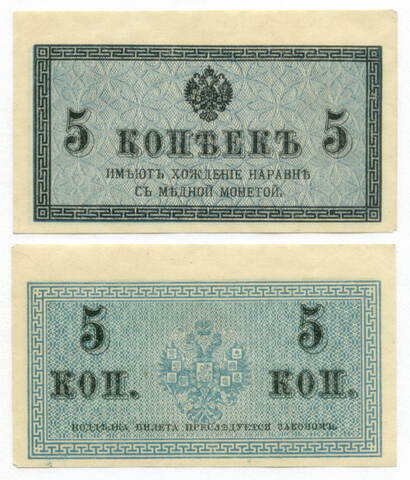 5 КОПѢЕКЪ 5
ИМѢЮТЪ ХОЖДЕНІЕ НАРАВНѢ
СЪ МѢДНОЙ МОНЕТОЙ.
5 5
КОП. КОП.
ПОДДѢЛКА БИЛЕТА ПРЕСЛѢДУЕТСЯ ЗАКОНОМЪ.